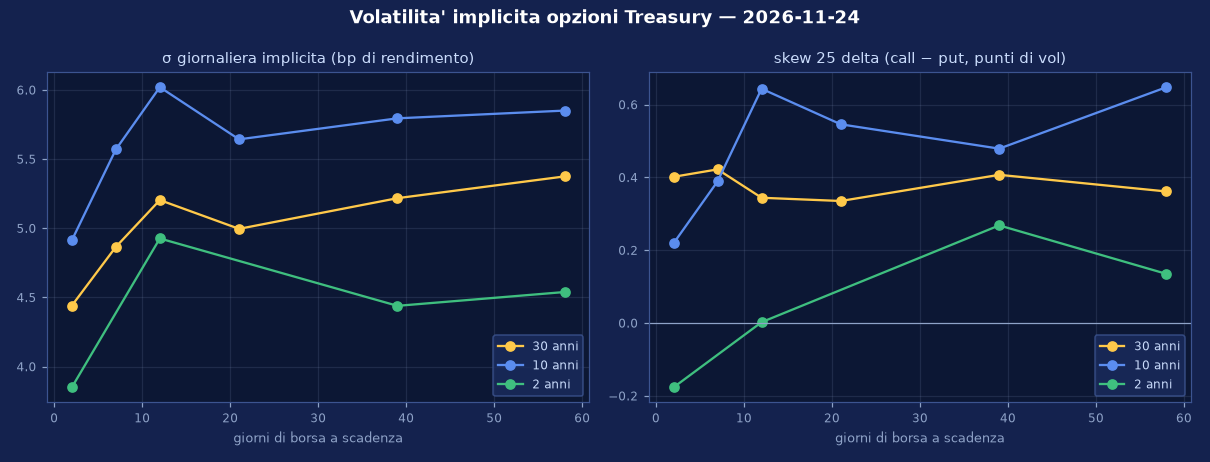 Volatilita' implicita opzioni Treasury — 2026-11-24
σ giornaliera implicita (bp di rendimento)
6.0
5.5
5.0
4.5
4.0
0 10 20 30 40 50 60
giorni di borsa a scadenza
30 anni
10 anni
2 anni
skew 25 delta (call − put, punti di vol)
0.6
0.4
0.2
0.0
−0.2
0 10 20 30 40 50 60
giorni di borsa a scadenza
30 anni
10 anni
2 anni